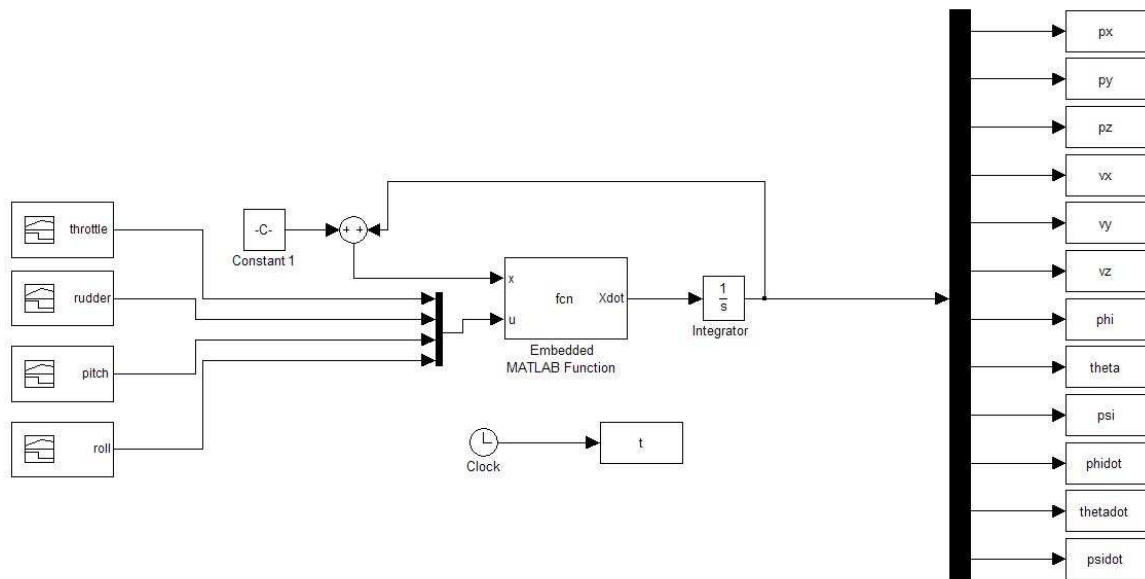 px
py
pz
vx
vy
vz
phi
theta
psi
phidot
thetadot
psidot
throttle
rudder
pitch
roll
-C-
Constant 1
+ +
x
u
fcn
Xdot
Embedded
MATLAB Function
1
s
Integrator
Clock
t